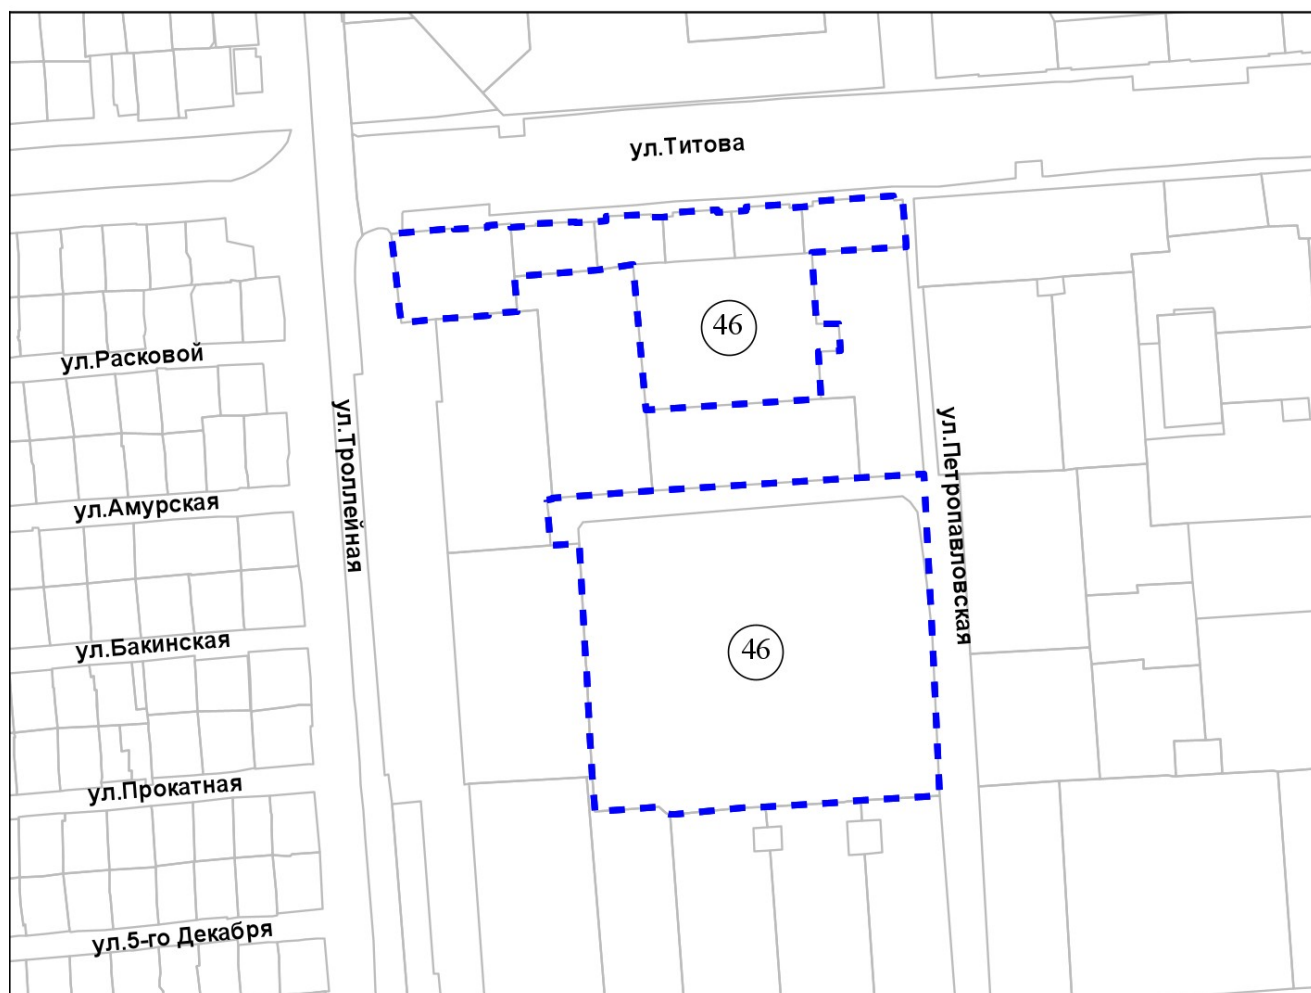 ул.Титова
46
ул.Расковой
ул.Троллейная
ул.Петропавловская
ул.Амурская
46
ул.Бакинская
ул.Прокатная
ул.5-го Декабря